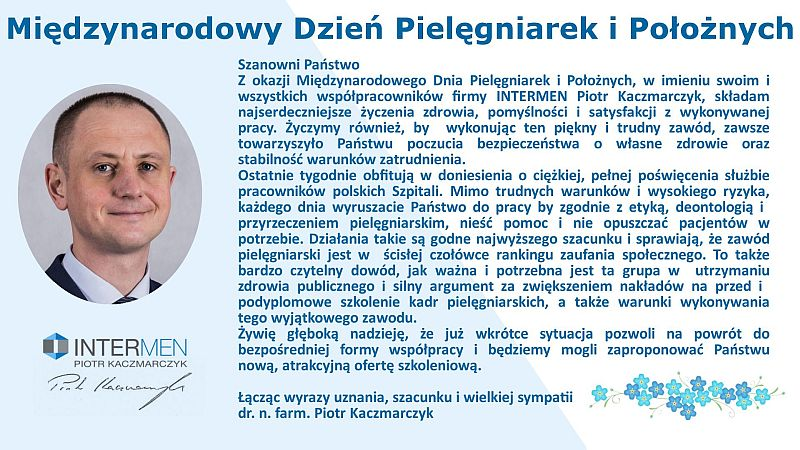 Międzynarodowy Dzień Pielęgniarek i Położnych
Szanowni Państwo
Z okazji Międzynarodowego Dnia Pielęgniarek i Położnych, w imieniu swoim i
wszystkich współpracowników firmy INTERMEN Piotr Kaczmarczyk, składam
najserdeczniejsze życzenia zdrowia, pomyślności i satysfakcji z wykonywanej
pracy. Życzymy również, by wykonując ten piękny i trudny zawód, zawsze
towarzyszyło Państwu poczucia bezpieczeństwa o własne zdrowie oraz
stabilność warunków zatrudnienia.
Ostatnie tygodnie obfitują w doniesienia o ciężkiej, pełnej poświęcenia służbie
pracowników polskich Szpitali. Mimo trudnych warunków i wysokiego ryzyka,
każdego dnia wyruszacie Państwo do pracy by zgodnie z etyką, deontologią i
przyrzeczeniem pielęgniarskim, nieść pomoc i nie opuszczać pacjentów w
potrzebie. Działania takie są godne najwyższego szacunku i sprawiają, że zawód
pielęgniarski jest w ścisłej czołówce rankingu zaufania społecznego. To także
bardzo czytelny dowód, jak ważna i potrzebna jest ta grupa w utrzymaniu
zdrowia publicznego i silny argument za zwiększeniem nakładów na przed i
podyplomowe szkolenie kadr pielęgniarskich, a także warunki wykonywania
tego wyjątkowego zawodu.
Żywię głęboką nadzieję, że już wkrótce sytuacja pozwoli na powrót do
bezpośredniej formy współpracy i będziemy mogli zaproponować Państwu
nową, atrakcyjną ofertę szkoleniową.
Łącząc wyrazy uznania, szacunku i wielkiej sympatii
dr. n. farm. Piotr Kaczmarczyk
INTERMEN
PIOTR KACZMARCZYK
Piotr Kaczmarczyk